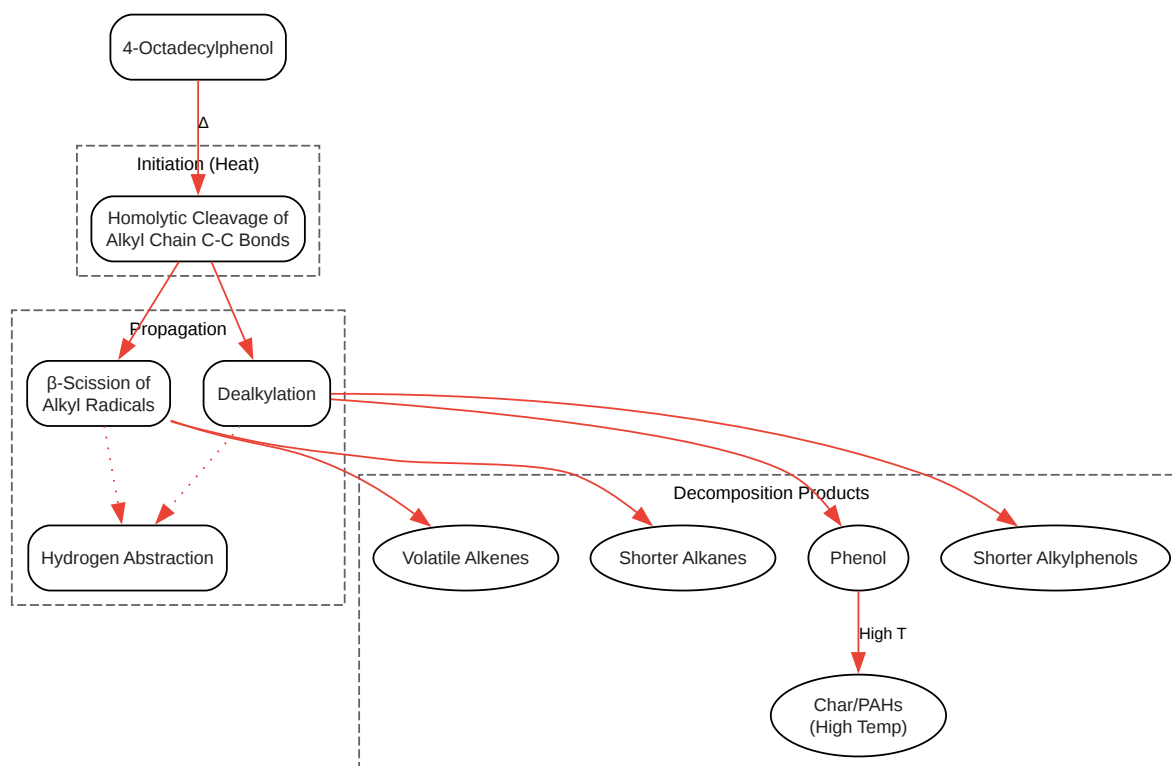 4-Octadecylphenol
Δ
Initiation (Heat)
Homolytic Cleavage of
Alkyl Chain C-C Bonds
Propagation
β-Scission of
Alkyl Radicals
Dealkylation
Hydrogen Abstraction
Decomposition Products
Volatile Alkenes
Shorter Alkanes
Phenol
Shorter Alkylphenols
High T
Char/PAHs
(High Temp)